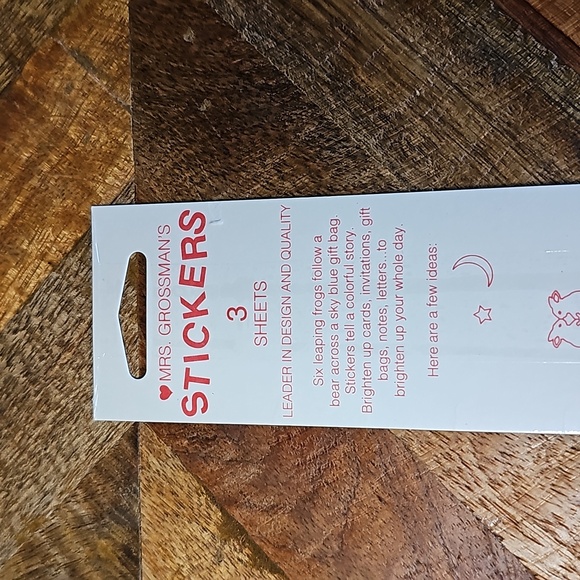 MRS. GROSSMAN'S
STICKERS
3
SHEETS
LEADER IN DESIGN AND QUALITY
Six leaping frogs follow a
bear across a sky blue gift bag.
Stickers tell a colorful story.
Brighten up cards, invitations, gift
bags, notes, letters...to
brighten up your whole day.
Here are a few ideas: